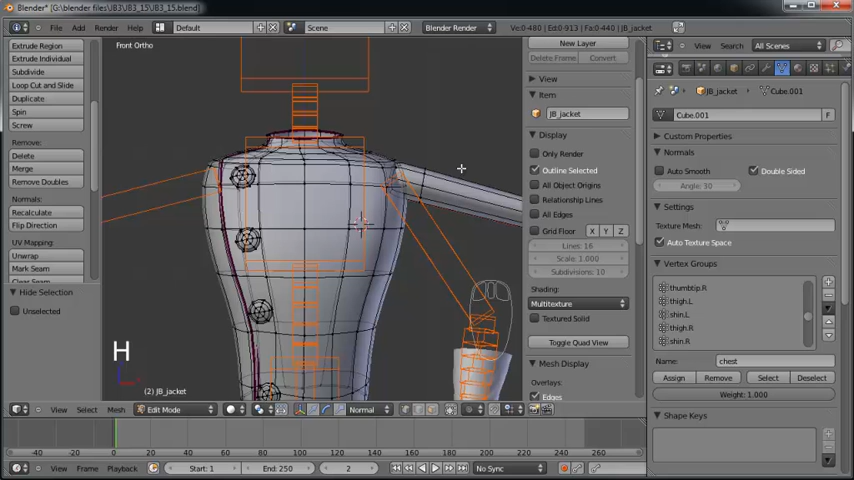 Blender* [G:\blender files\JB3\JB3_15\JB3_15.blend]
File Add Render Window Help Default Scene Blender Render Ve:0-480 | Ed:0-913 | Fa:0-440 | JB_jacket
View Search All Scenes
Extrude Region
Extrude Individual
Subdivide
Loop Cut and Slide
Duplicate
Spin
Screw
Remove:
Delete
Merge
Remove Doubles
Normals:
Recalculate
Flip Direction
UV Mapping:
Unwrap
Mark Seam
Clear Seam
Hide Selection
Unselected
Front Ortho
H
(2) JB_jacket
New Layer
Delete Frame Convert
View
Item
JB_jacket
Display
Only Render
Outline Selected
All Object Origins
Relationship Lines
All Edges
Grid Floor X Y Z
Lines: 16
Scale: 1.000
Subdivisions: 10
Shading:
Multitexture
Textured Solid
Toggle Quad View
Mesh Display
Overlays:
Edges
JB_jacket Cube.001
Cube.001 F
Custom Properties
Normals
Auto Smooth Double Sided
Angle: 30
Settings
Texture Mesh:
Auto Texture Space
Vertex Groups
thumbtip.R
thigh.L
shin.L
thigh.R
shin.R
Name: chest
Assign Remove Select Deselect
Weight: 1.000
Shape Keys
View Select Mesh Edit Mode Normal
-40 -20 0 20 40 60 80 100 120 140 160 180 200 220 240 260
View Frame Playback Start: 1 End: 250 2 No Sync